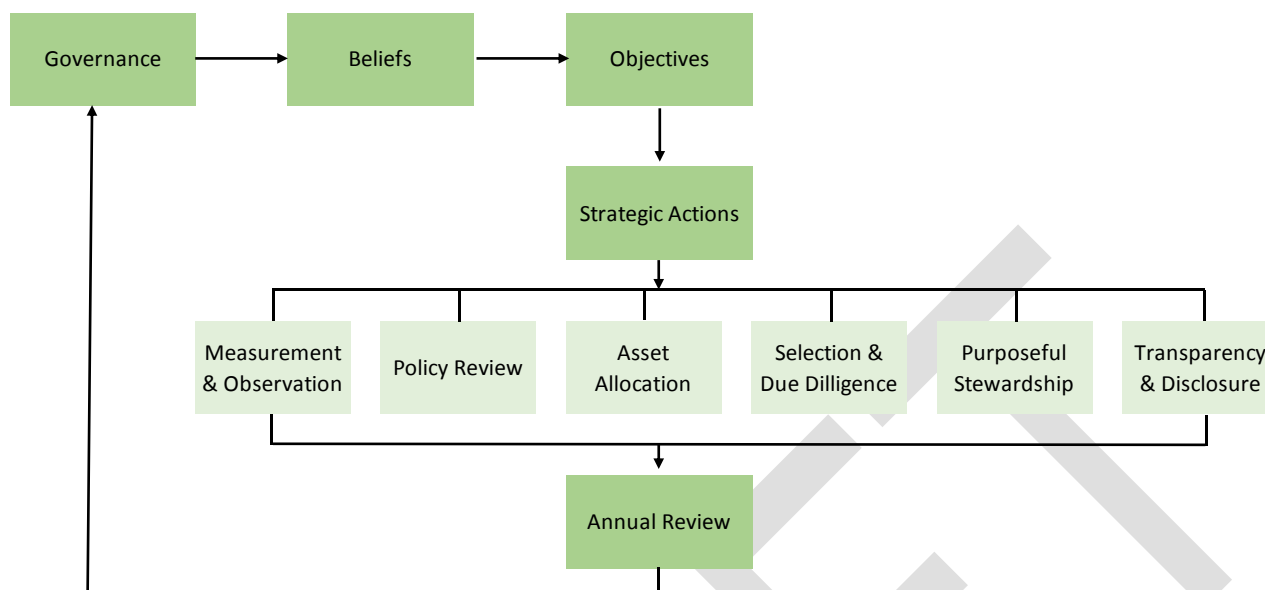 Governance
Beliefs
Objectives
Strategic Actions
Measurement
& Observation
Policy Review
Asset
Allocation
Selection &
Due Dilligence
Purposeful
Stewardship
Transparency
& Disclosure
Annual Review